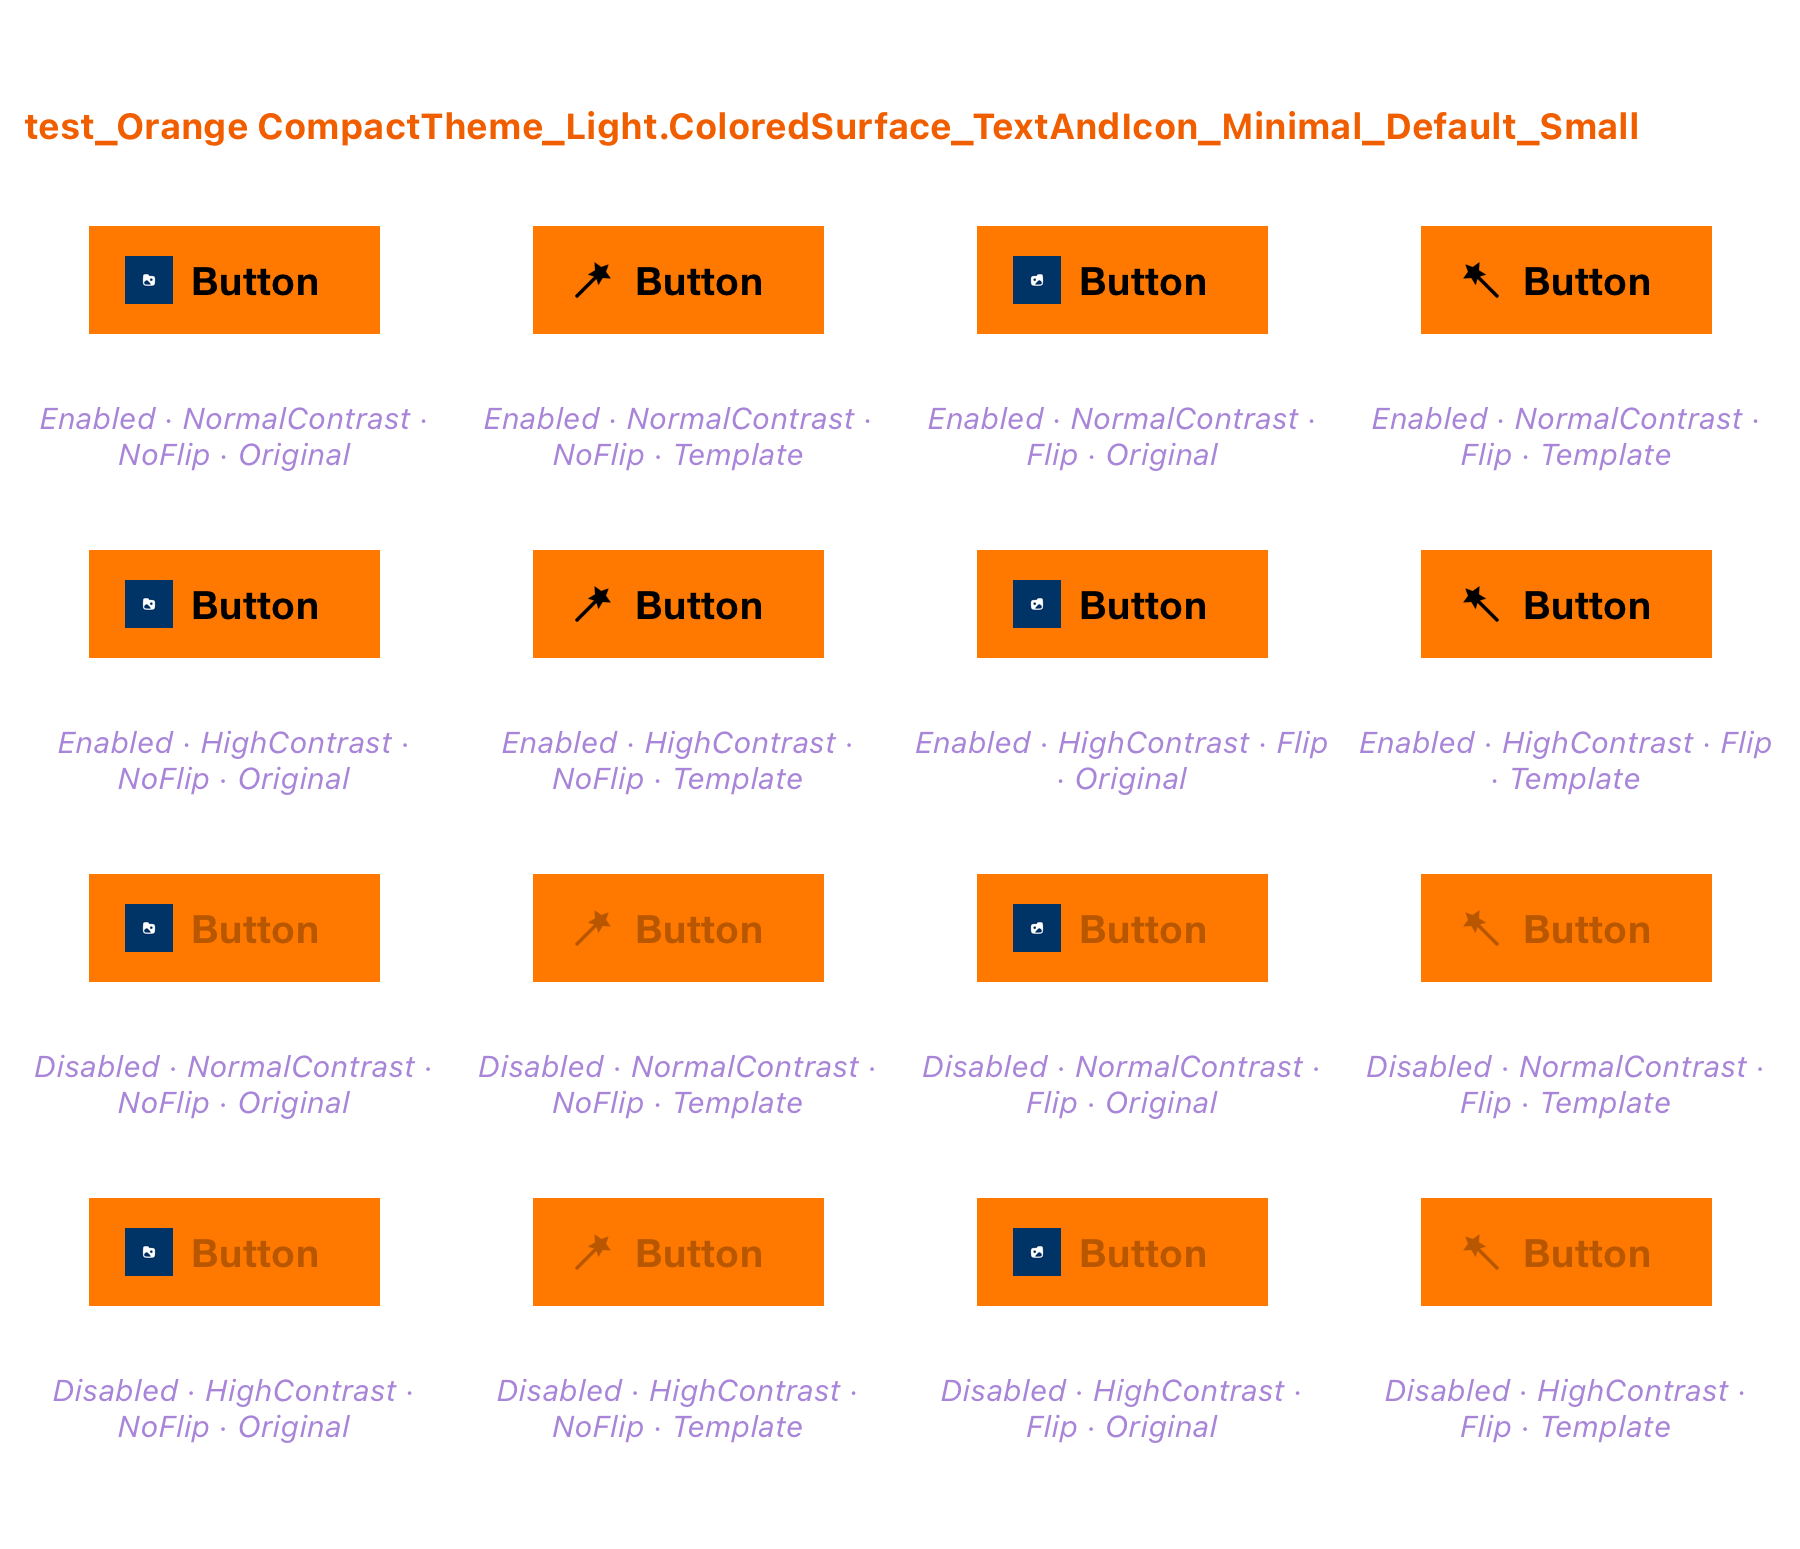 test_Orange CompactTheme_Light.ColoredSurface_TextAndIcon_Minimal_Default_Small
Button Button Button Button
Enabled · NormalContrast · Enabled · NormalContrast · Enabled · NormalContrast · Enabled · NormalContrast ·
NoFlip · Original NoFlip · Template Flip · Original Flip · Template
Button Button Button Button
Enabled · HighContrast · Enabled · HighContrast · Enabled · HighContrast · Flip Enabled · HighContrast · Flip
NoFlip · Original NoFlip · Template · Original · Template
Button Button Button Button
Disabled · NormalContrast · Disabled · NormalContrast · Disabled · NormalContrast · Disabled · NormalContrast ·
NoFlip · Original NoFlip · Template Flip · Original Flip · Template
Button Button Button Button
Disabled · HighContrast · Disabled · HighContrast · Disabled · HighContrast · Disabled · HighContrast ·
NoFlip · Original NoFlip · Template Flip · Original Flip · Template